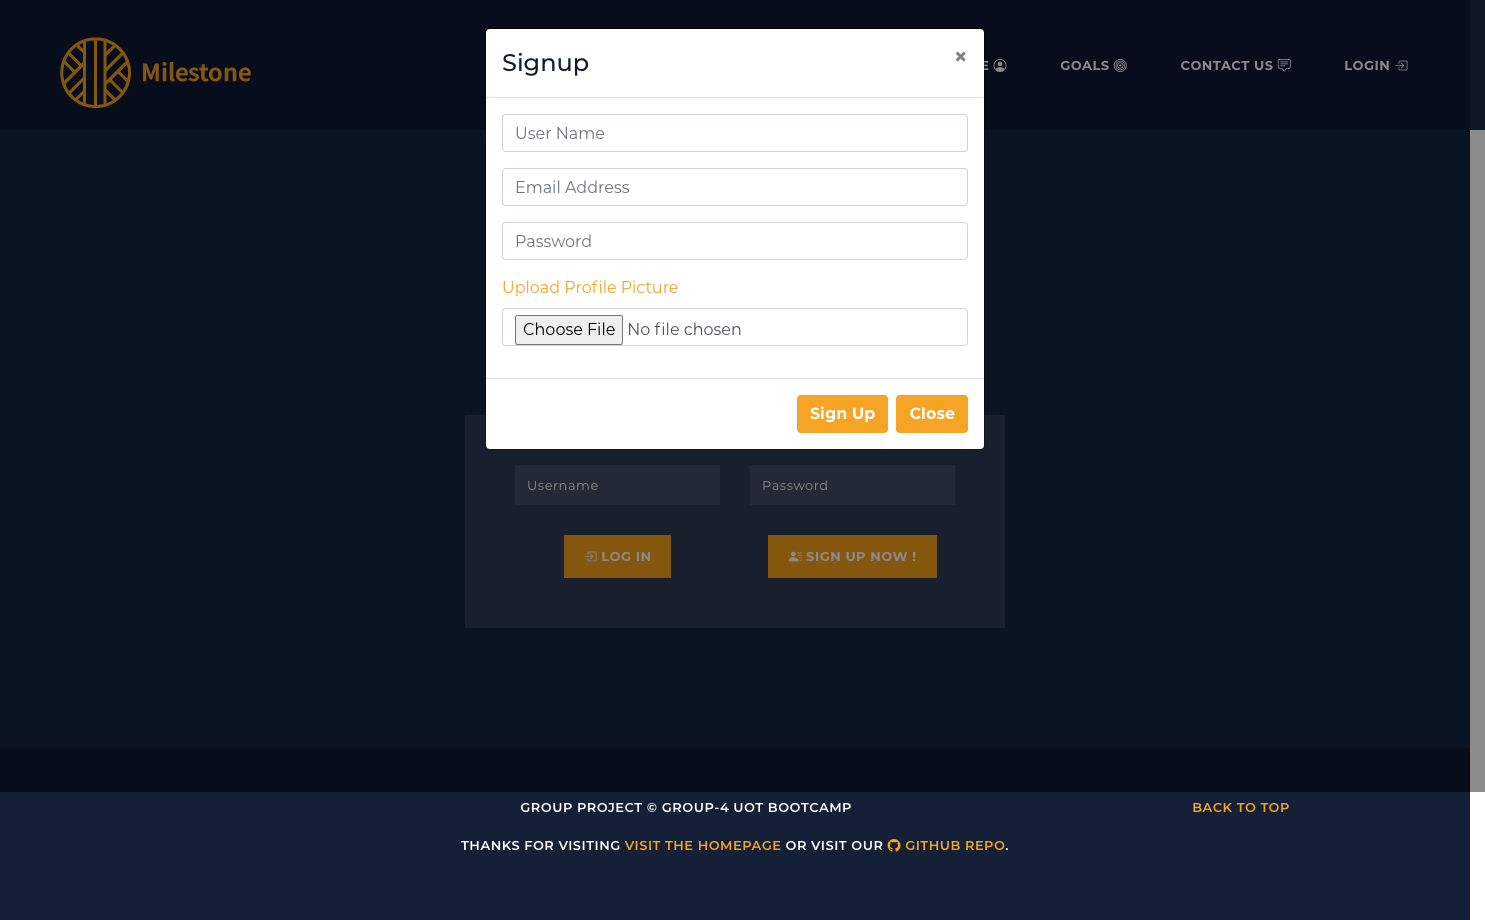 Milestone
GOALS
CONTACT US
LOGIN
Signup
×
User Name
Email Address
Password
Upload Profile Picture
Choose File No file chosen
Sign Up Close
Username Password
LOG IN SIGN UP NOW !
GROUP PROJECT © GROUP-4 UOT BOOTCAMP BACK TO TOP
THANKS FOR VISITING VISIT THE HOMEPAGE OR VISIT OUR GITHUB REPO.